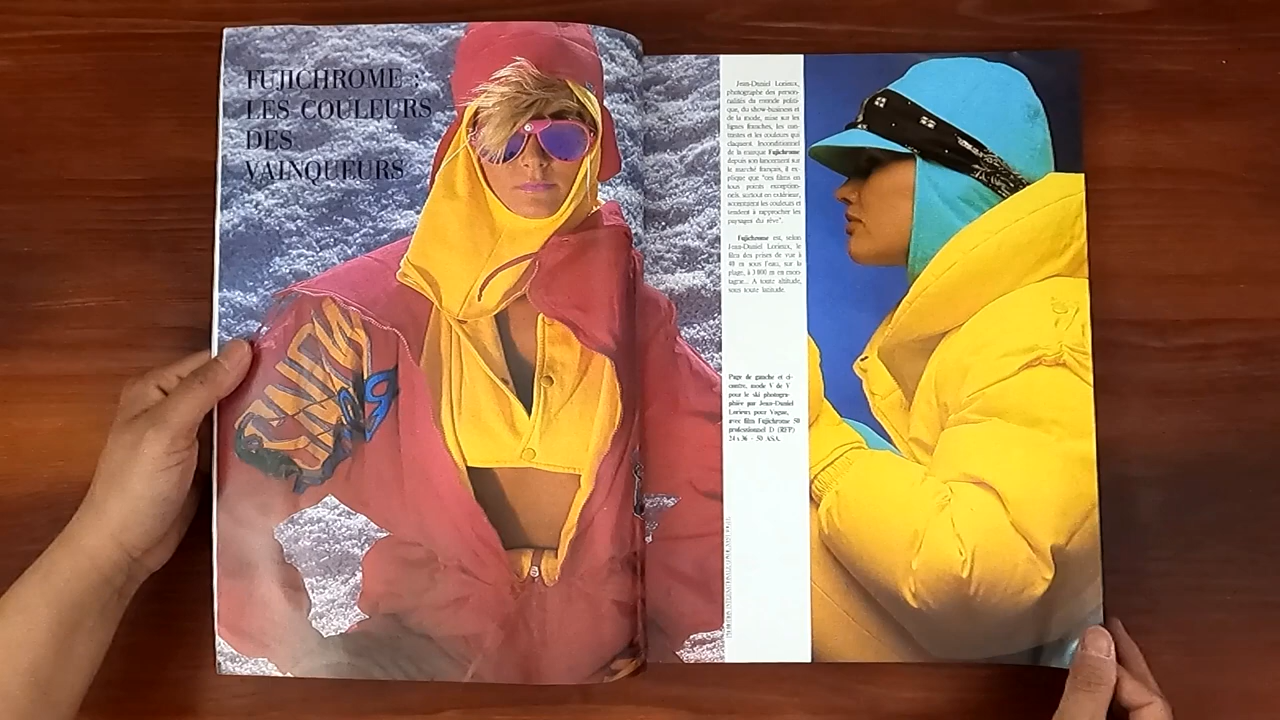 FUJICHROME :
LES COULEURS
DES
VAINQUEURS
Jean-Daniel Lorieux,
photographe des person-
nalités du monde politi-
que, du show-business et
de la mode, mise sur les
lignes franches, les con-
trastes et les couleurs qui
claquent. Inconditionnel
de la marque Fujichrome
depuis son lancement sur
le marché français, il ex-
plique que "ces films en
tous points exception-
nels, surtout en extérieur,
accentuent les couleurs et
tendent à rapprocher les
paysages du rêve".
Fujichrome est, selon
Jean-Daniel Lorieux, le
film des prises de vue à
40 m sous l'eau, sur la
plage, à 3 000 m en mon-
tagne... A toute altitude,
sous toute latitude.
Page de gauche et ci-
contre, mode V de V
pour le ski photogra-
phiée par Jean-Daniel
Lorieux pour Vogue,
avec film Fujichrome 50
professionnel D (RFP)
24 x 36 - 50 ASA.